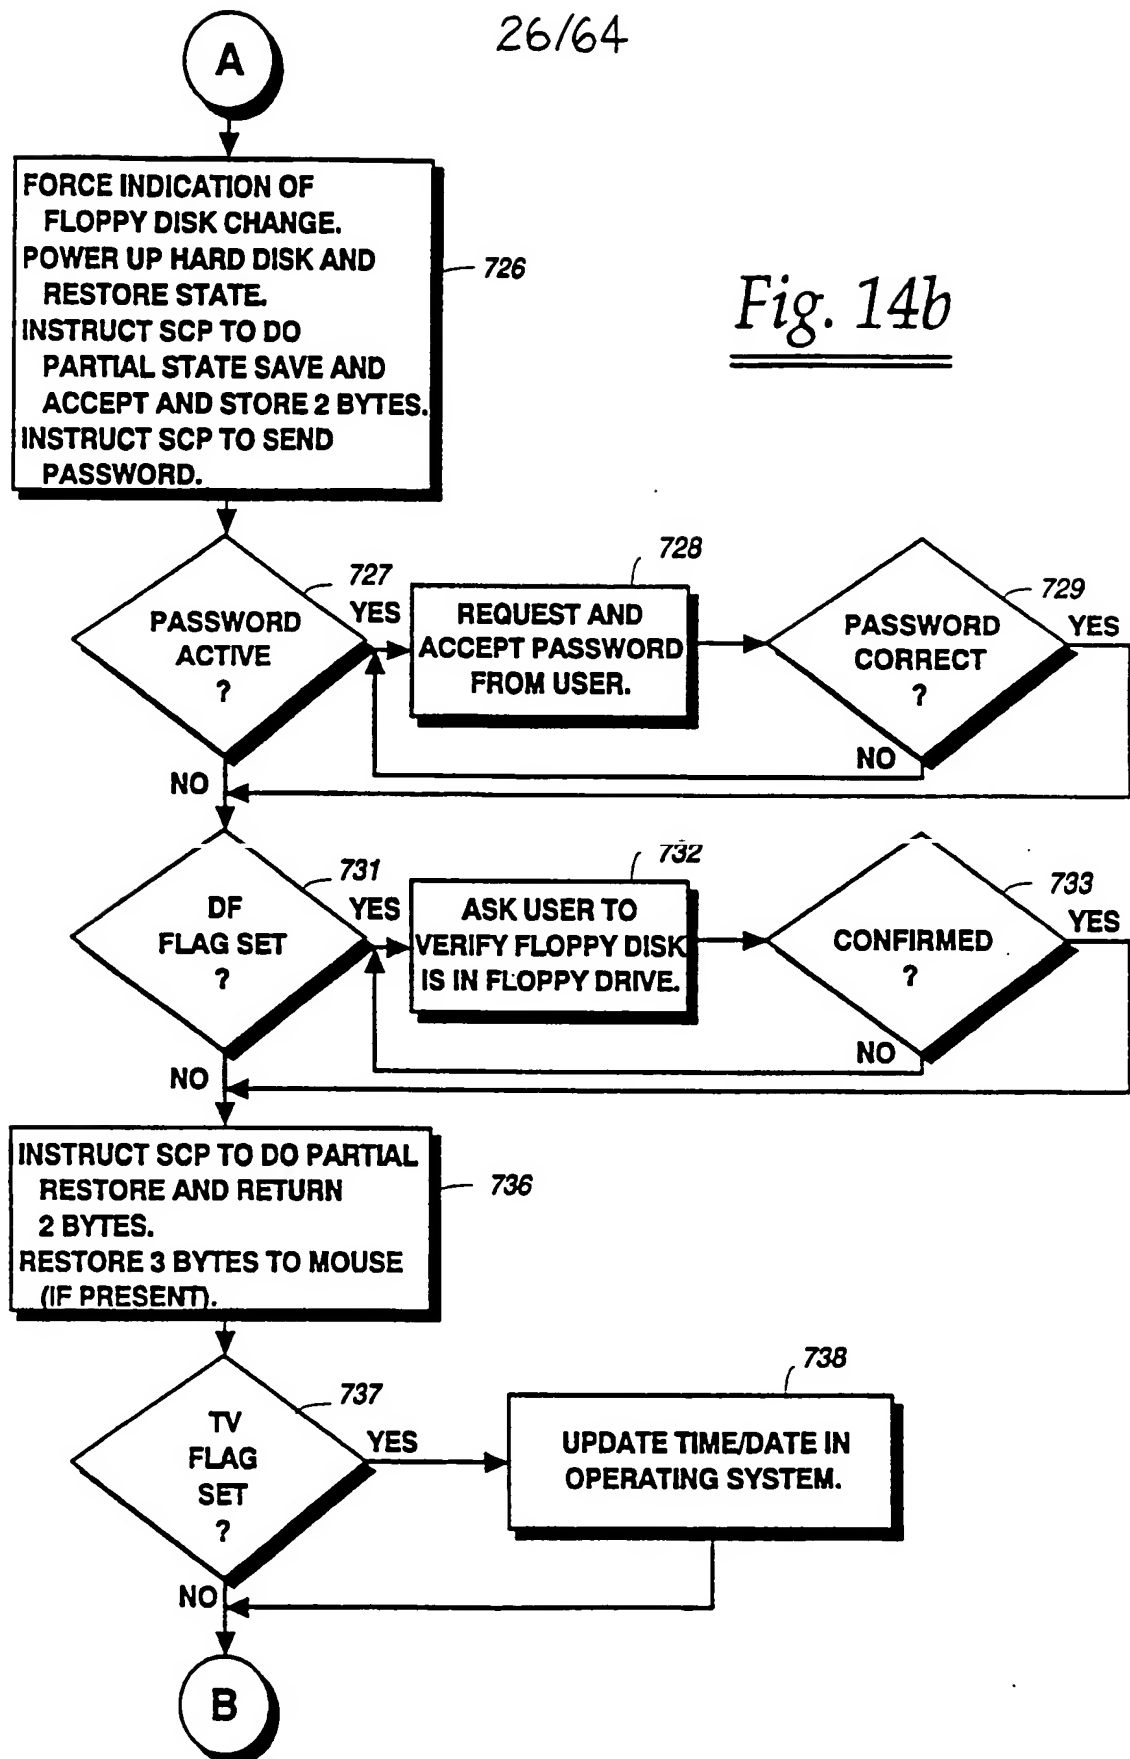 26/64
A
FORCE INDICATION OF
FLOPPY DISK CHANGE.
POWER UP HARD DISK AND
RESTORE STATE.
INSTRUCT SCP TO DO
PARTIAL STATE SAVE AND
ACCEPT AND STORE 2 BYTES.
INSTRUCT SCP TO SEND
PASSWORD.
726
Fig. 14b
PASSWORD
ACTIVE
?
727
YES
NO
REQUEST AND
ACCEPT PASSWORD
FROM USER.
728
PASSWORD
CORRECT
?
729
YES
NO
DF
FLAG SET
?
731
YES
NO
ASK USER TO
VERIFY FLOPPY DISK
IS IN FLOPPY DRIVE.
732
CONFIRMED
?
733
YES
NO
INSTRUCT SCP TO DO PARTIAL
RESTORE AND RETURN
2 BYTES.
RESTORE 3 BYTES TO MOUSE
(IF PRESENT).
736
TV
FLAG
SET
?
737
YES
NO
UPDATE TIME/DATE IN
OPERATING SYSTEM.
738
B